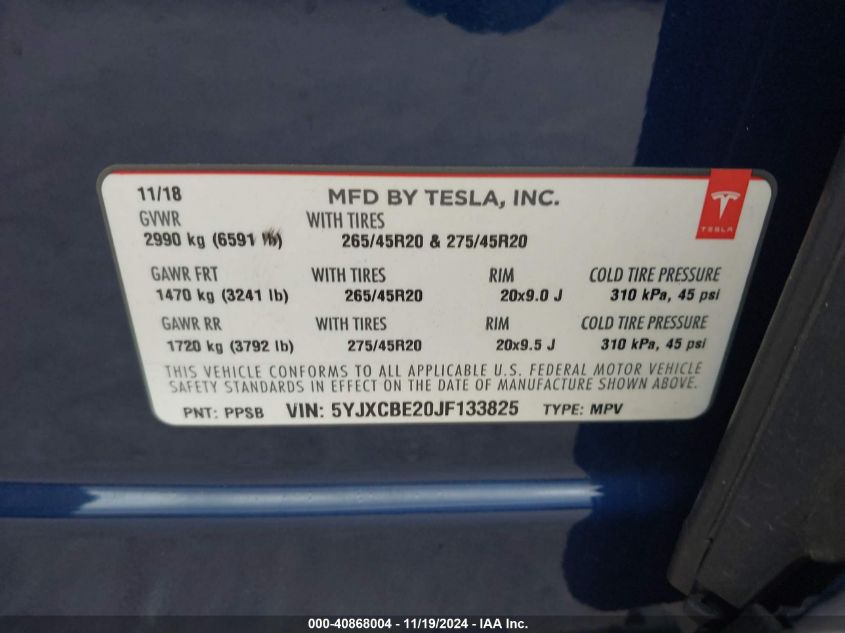 11/18 MFD BY TESLA, INC.
TESLA
GVWR WITH TIRES
2990 kg (6591 lb) 265/45R20 & 275/45R20
GAWR FRT WITH TIRES RIM COLD TIRE PRESSURE
1470 kg (3241 lb) 265/45R20 20x9.0 J 310 kPa, 45 psi
GAWR RR WITH TIRES RIM COLD TIRE PRESSURE
1720 kg (3792 lb) 275/45R20 20x9.5 J 310 kPa, 45 psi
THIS VEHICLE CONFORMS TO ALL APPLICABLE U.S. FEDERAL MOTOR VEHICLE
SAFETY STANDARDS IN EFFECT ON THE DATE OF MANUFACTURE SHOWN ABOVE.
PNT: PPSB VIN: 5YJXCBE20JF133825 TYPE: MPV
000-40868004 - 11/19/2024 - IAA Inc.